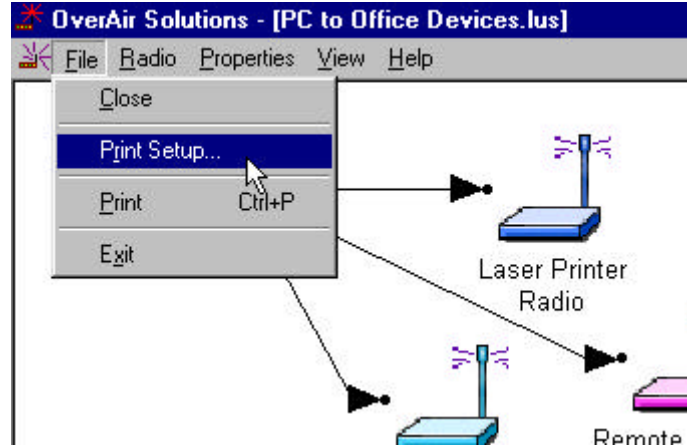 OverAir Solutions - [PC to Office Devices.lus]
File Radio Properties View Help
Close
Print Setup...
Print Ctrl+P
Exit
Laser Printer
Radio
Remote